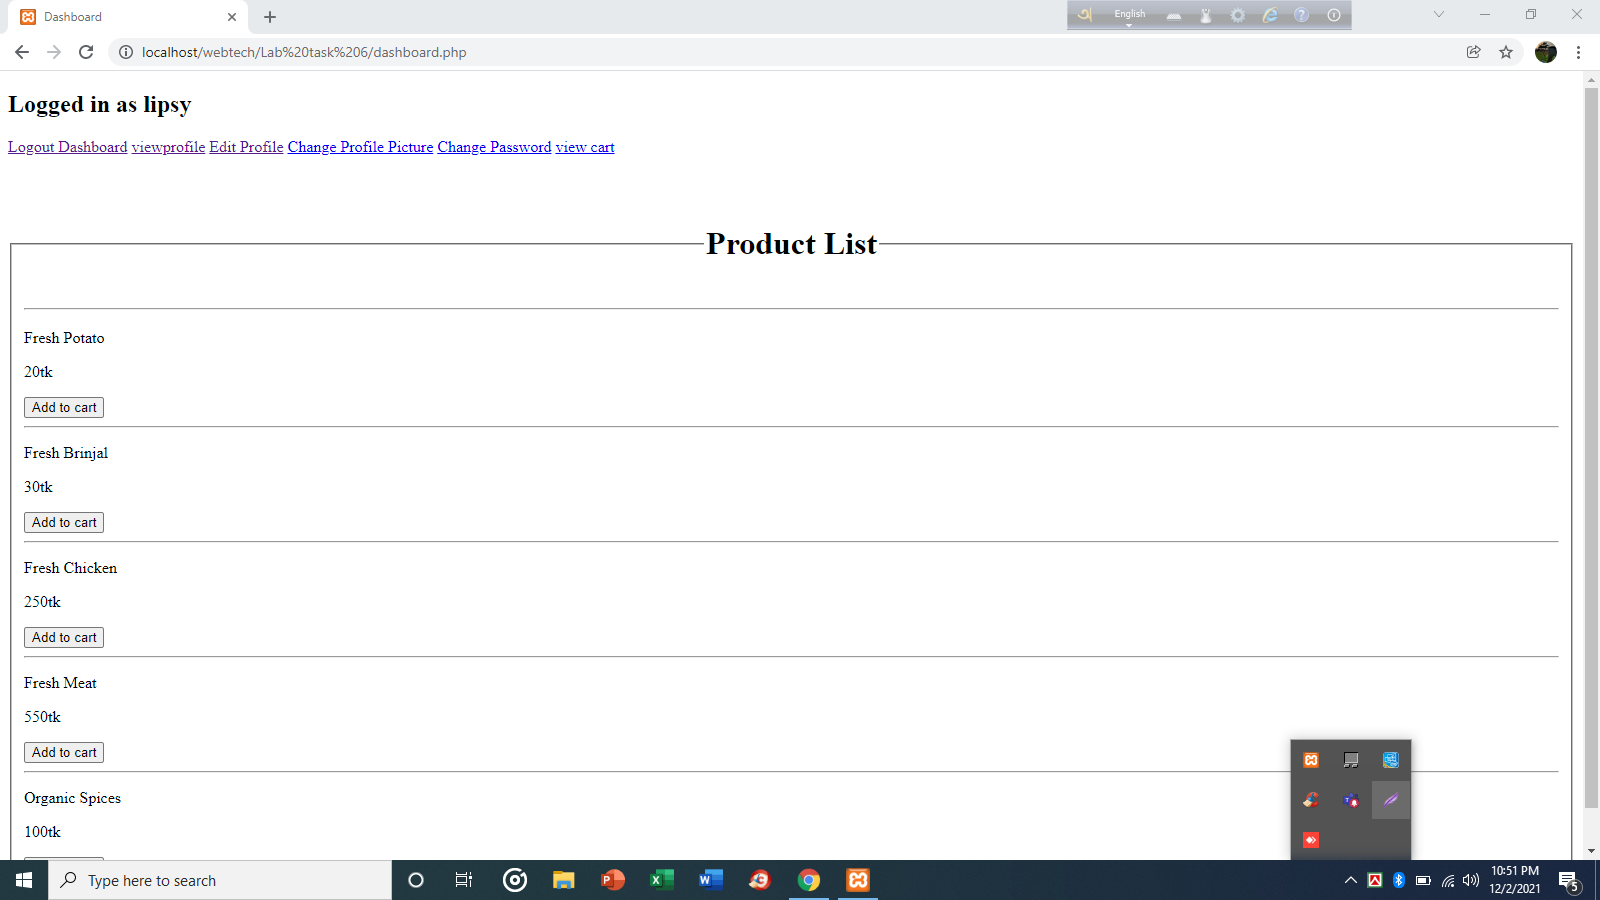 Dashboard
English
localhost/webtech/Lab%20task%206/dashboard.php
Logged in as lipsy
Logout Dashboard viewprofile Edit Profile Change Profile Picture Change Password view cart
Product List
Fresh Potato
20tk
Add to cart
Fresh Brinjal
30tk
Add to cart
Fresh Chicken
250tk
Add to cart
Fresh Meat
550tk
Add to cart
Organic Spices
100tk
Type here to search
10:51 PM
12/2/2021
5